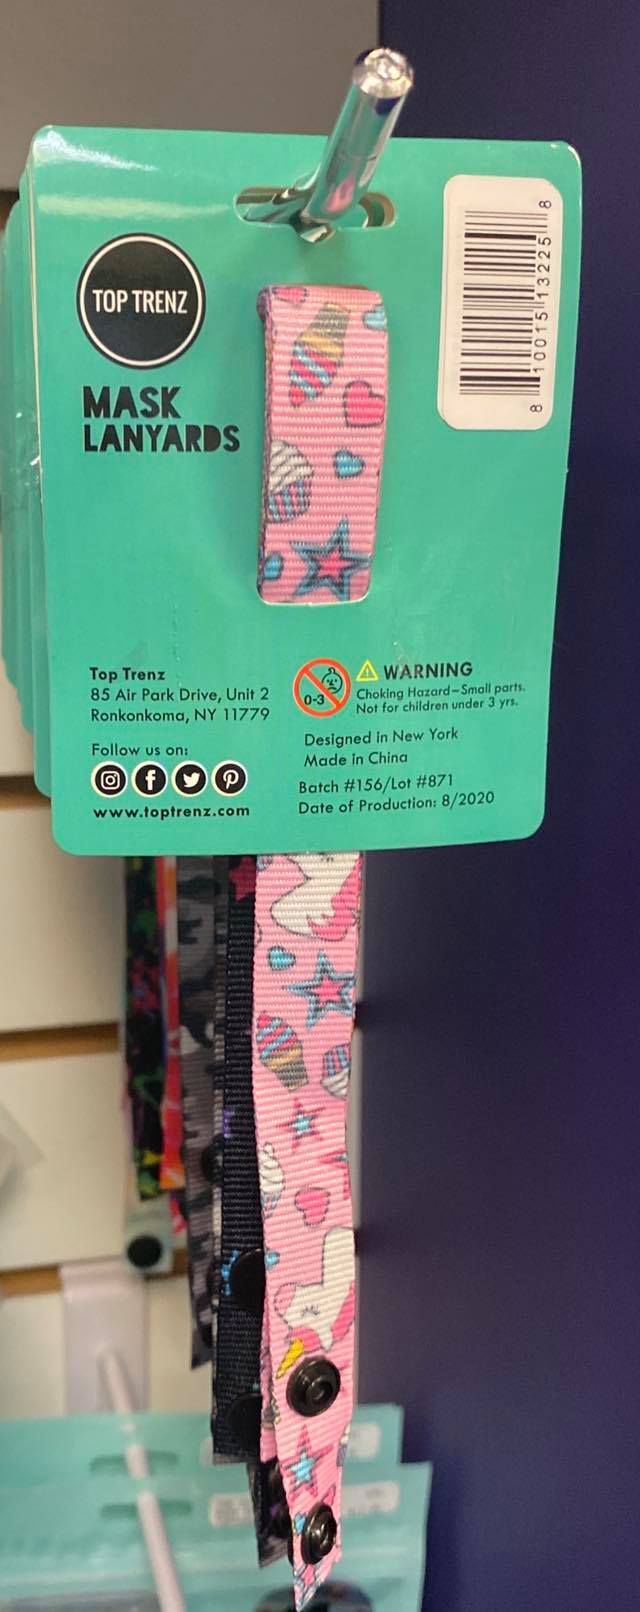 TOP TRENZ
MASK
LANYARDS
8 10015 13225 8
Top Trenz
85 Air Park Drive, Unit 2
Ronkonkoma, NY 11779
Follow us on:
www.toptrenz.com
0-3
WARNING
Choking Hazard–Small parts.
Not for children under 3 yrs.
Designed in New York
Made in China
Batch #156/Lot #871
Date of Production: 8/2020